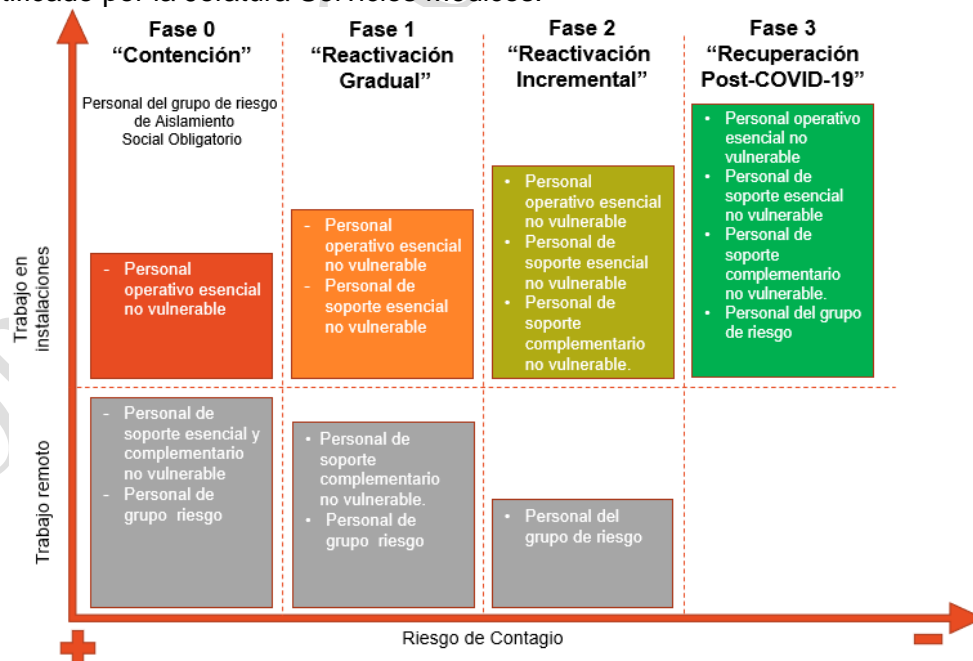 Fase 0
“Contención”
Personal del grupo de riesgo
de Aislamiento
Social Obligatorio
Fase 1
“Reactivación
Gradual”
Fase 2
“Reactivación
Incremental”
Fase 3
“Recuperación
Post-COVID-19”
Trabajo en
instalaciones
- Personal
operativo esencial
no vulnerable
- Personal
operativo esencial
no vulnerable
- Personal de
soporte esencial
no vulnerable
• Personal
operativo esencial
no vulnerable
• Personal de
soporte esencial
no vulnerable
• Personal de
soporte
complementario
no vulnerable.
• Personal operativo
esencial no
vulnerable
• Personal de
soporte esencial
no vulnerable
• Personal de
soporte
complementario
no vulnerable.
• Personal del grupo
de riesgo
Trabajo remoto
- Personal de
soporte esencial y
complementario
no vulnerable
- Personal de
grupo riesgo
• Personal de
soporte
complementario
no vulnerable.
• Personal de
grupo riesgo
• Personal del
grupo de riesgo
Riesgo de Contagio